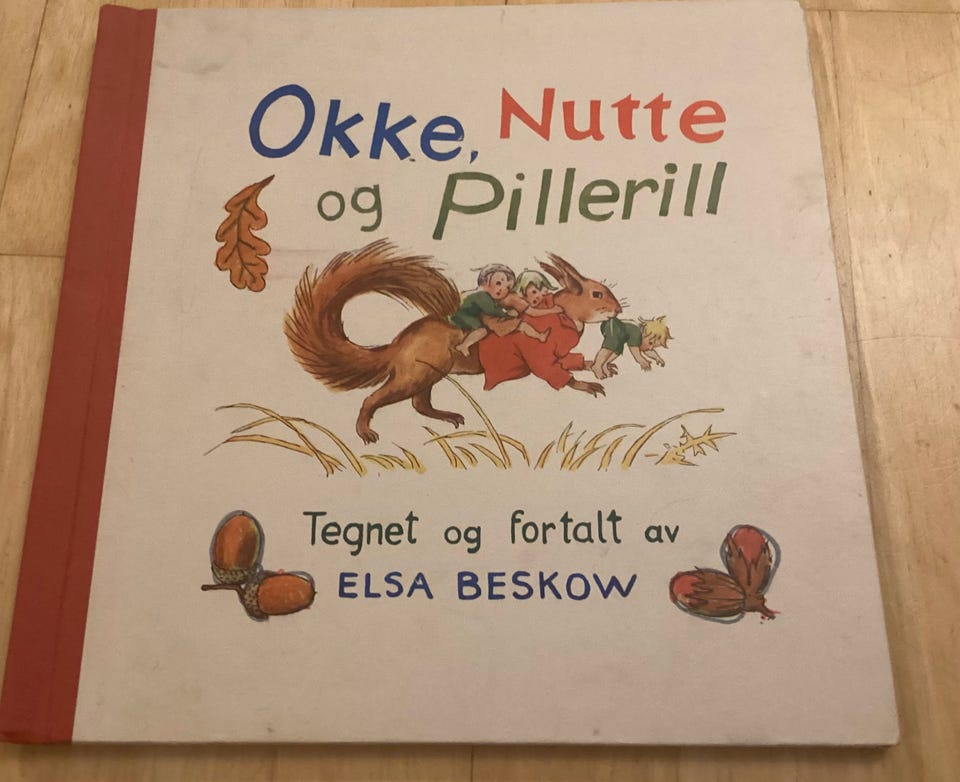 Okke, Nutte
og Pillerill
Tegnet og fortalt av
ELSA BESKOW